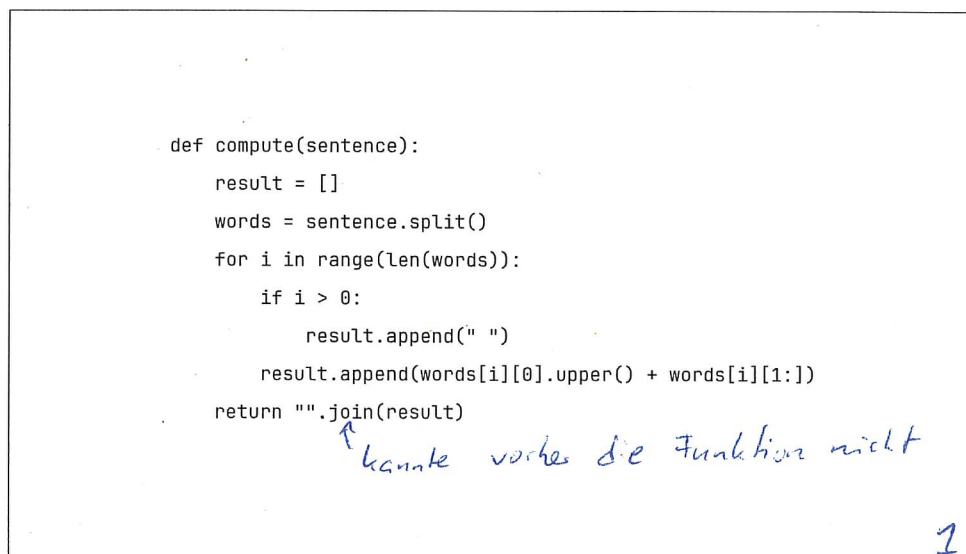 def compute(sentence):
    result = []
    words = sentence.split()
    for i in range(len(words)):
        if i > 0:
            result.append(" ")
        result.append(words[i][0].upper() + words[i][1:])
    return "".join(result)
↑ kannte vorher die Funktion nicht
1